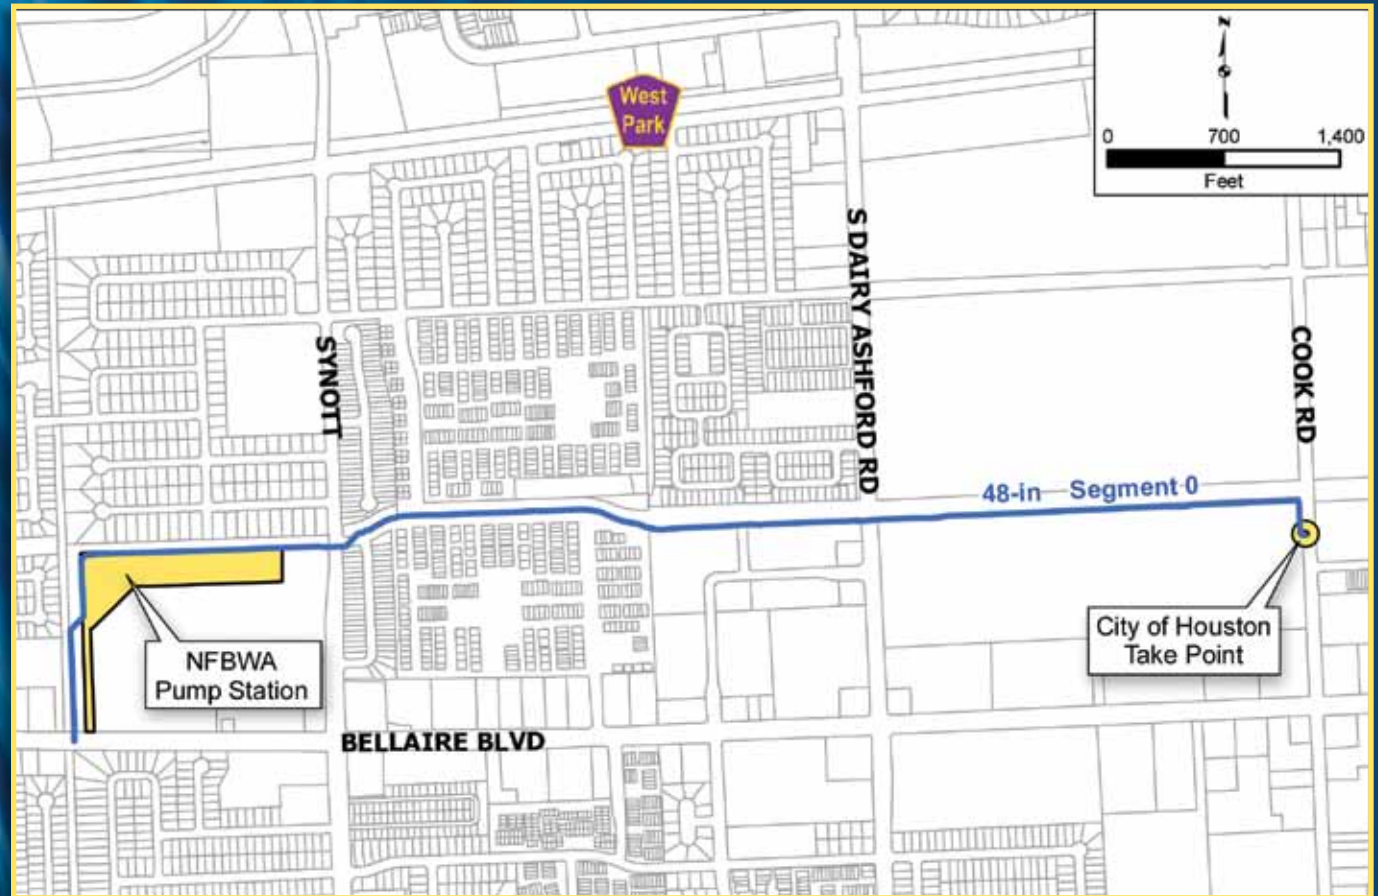 N
West
Park
0 700 1,400
Feet
S DAIRY ASHFORD RD
SYNOTT
COOK RD
48-in Segment 0
City of Houston
Take Point
NFBWA
Pump Station
BELLAIRE BLVD